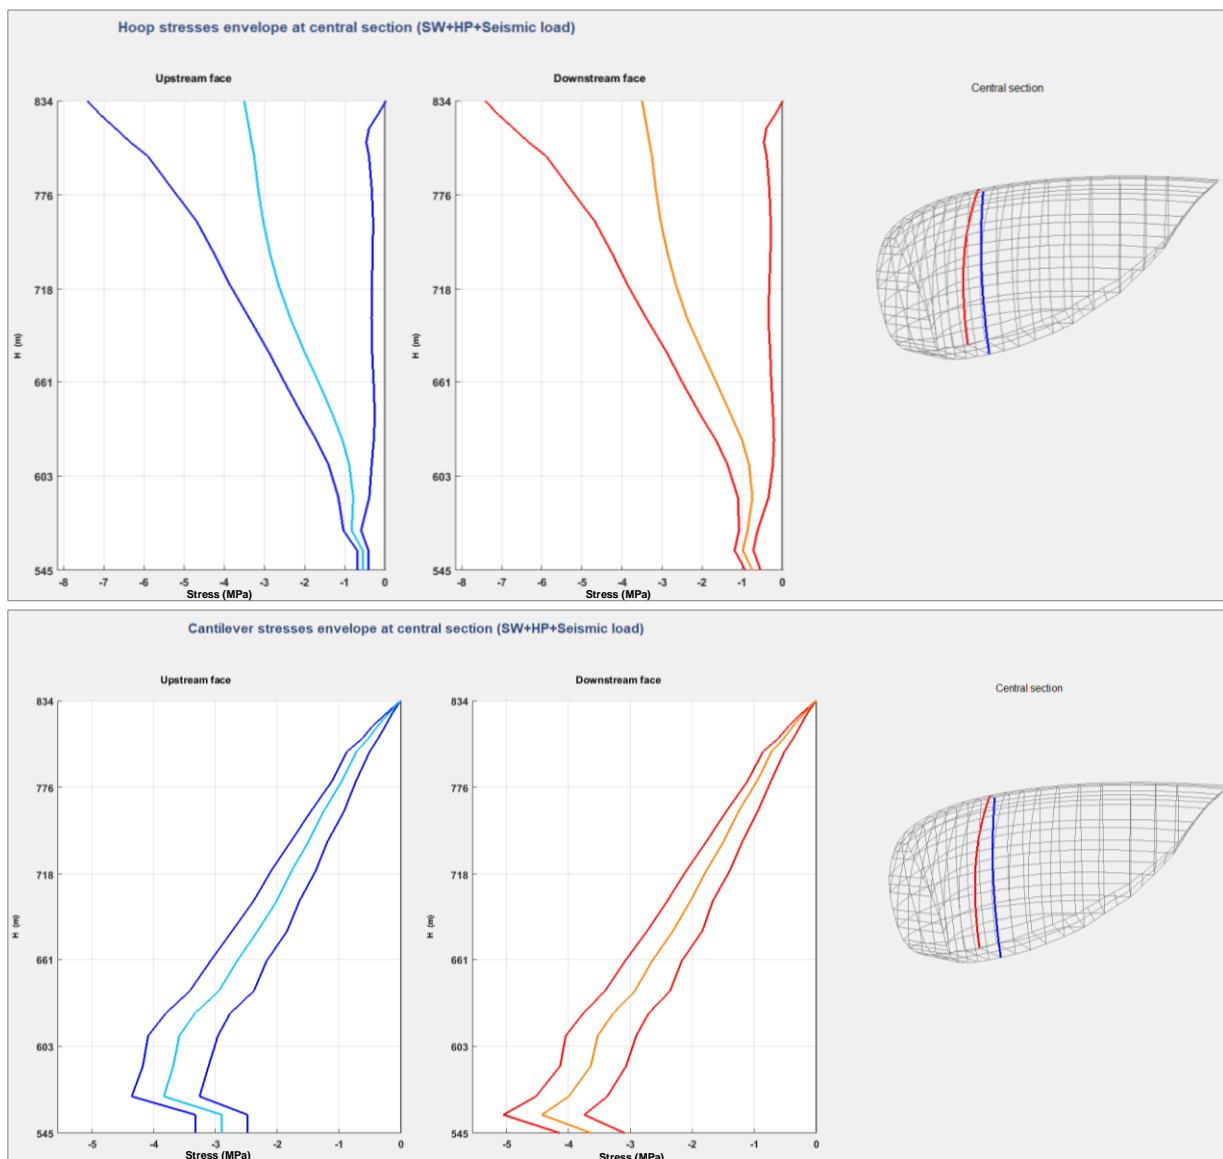 Hoop stresses envelope at central section (SW+HP+Seismic load)
Upstream face
Downstream face
Central section
834
776
718
661
603
545
H (m)
-8 -7 -6 -5 -4 -3 -2 -1 0
Stress (MPa)
834
776
718
661
603
545
H (m)
-8 -7 -6 -5 -4 -3 -2 -1 0
Stress (MPa)
Cantilever stresses envelope at central section (SW+HP+Seismic load)
Upstream face
Downstream face
Central section
834
776
718
661
603
545
H (m)
-5 -4 -3 -2 -1 0
Stress (MPa)
834
776
718
661
603
545
H (m)
-5 -4 -3 -2 -1 0
Stress (MPa)